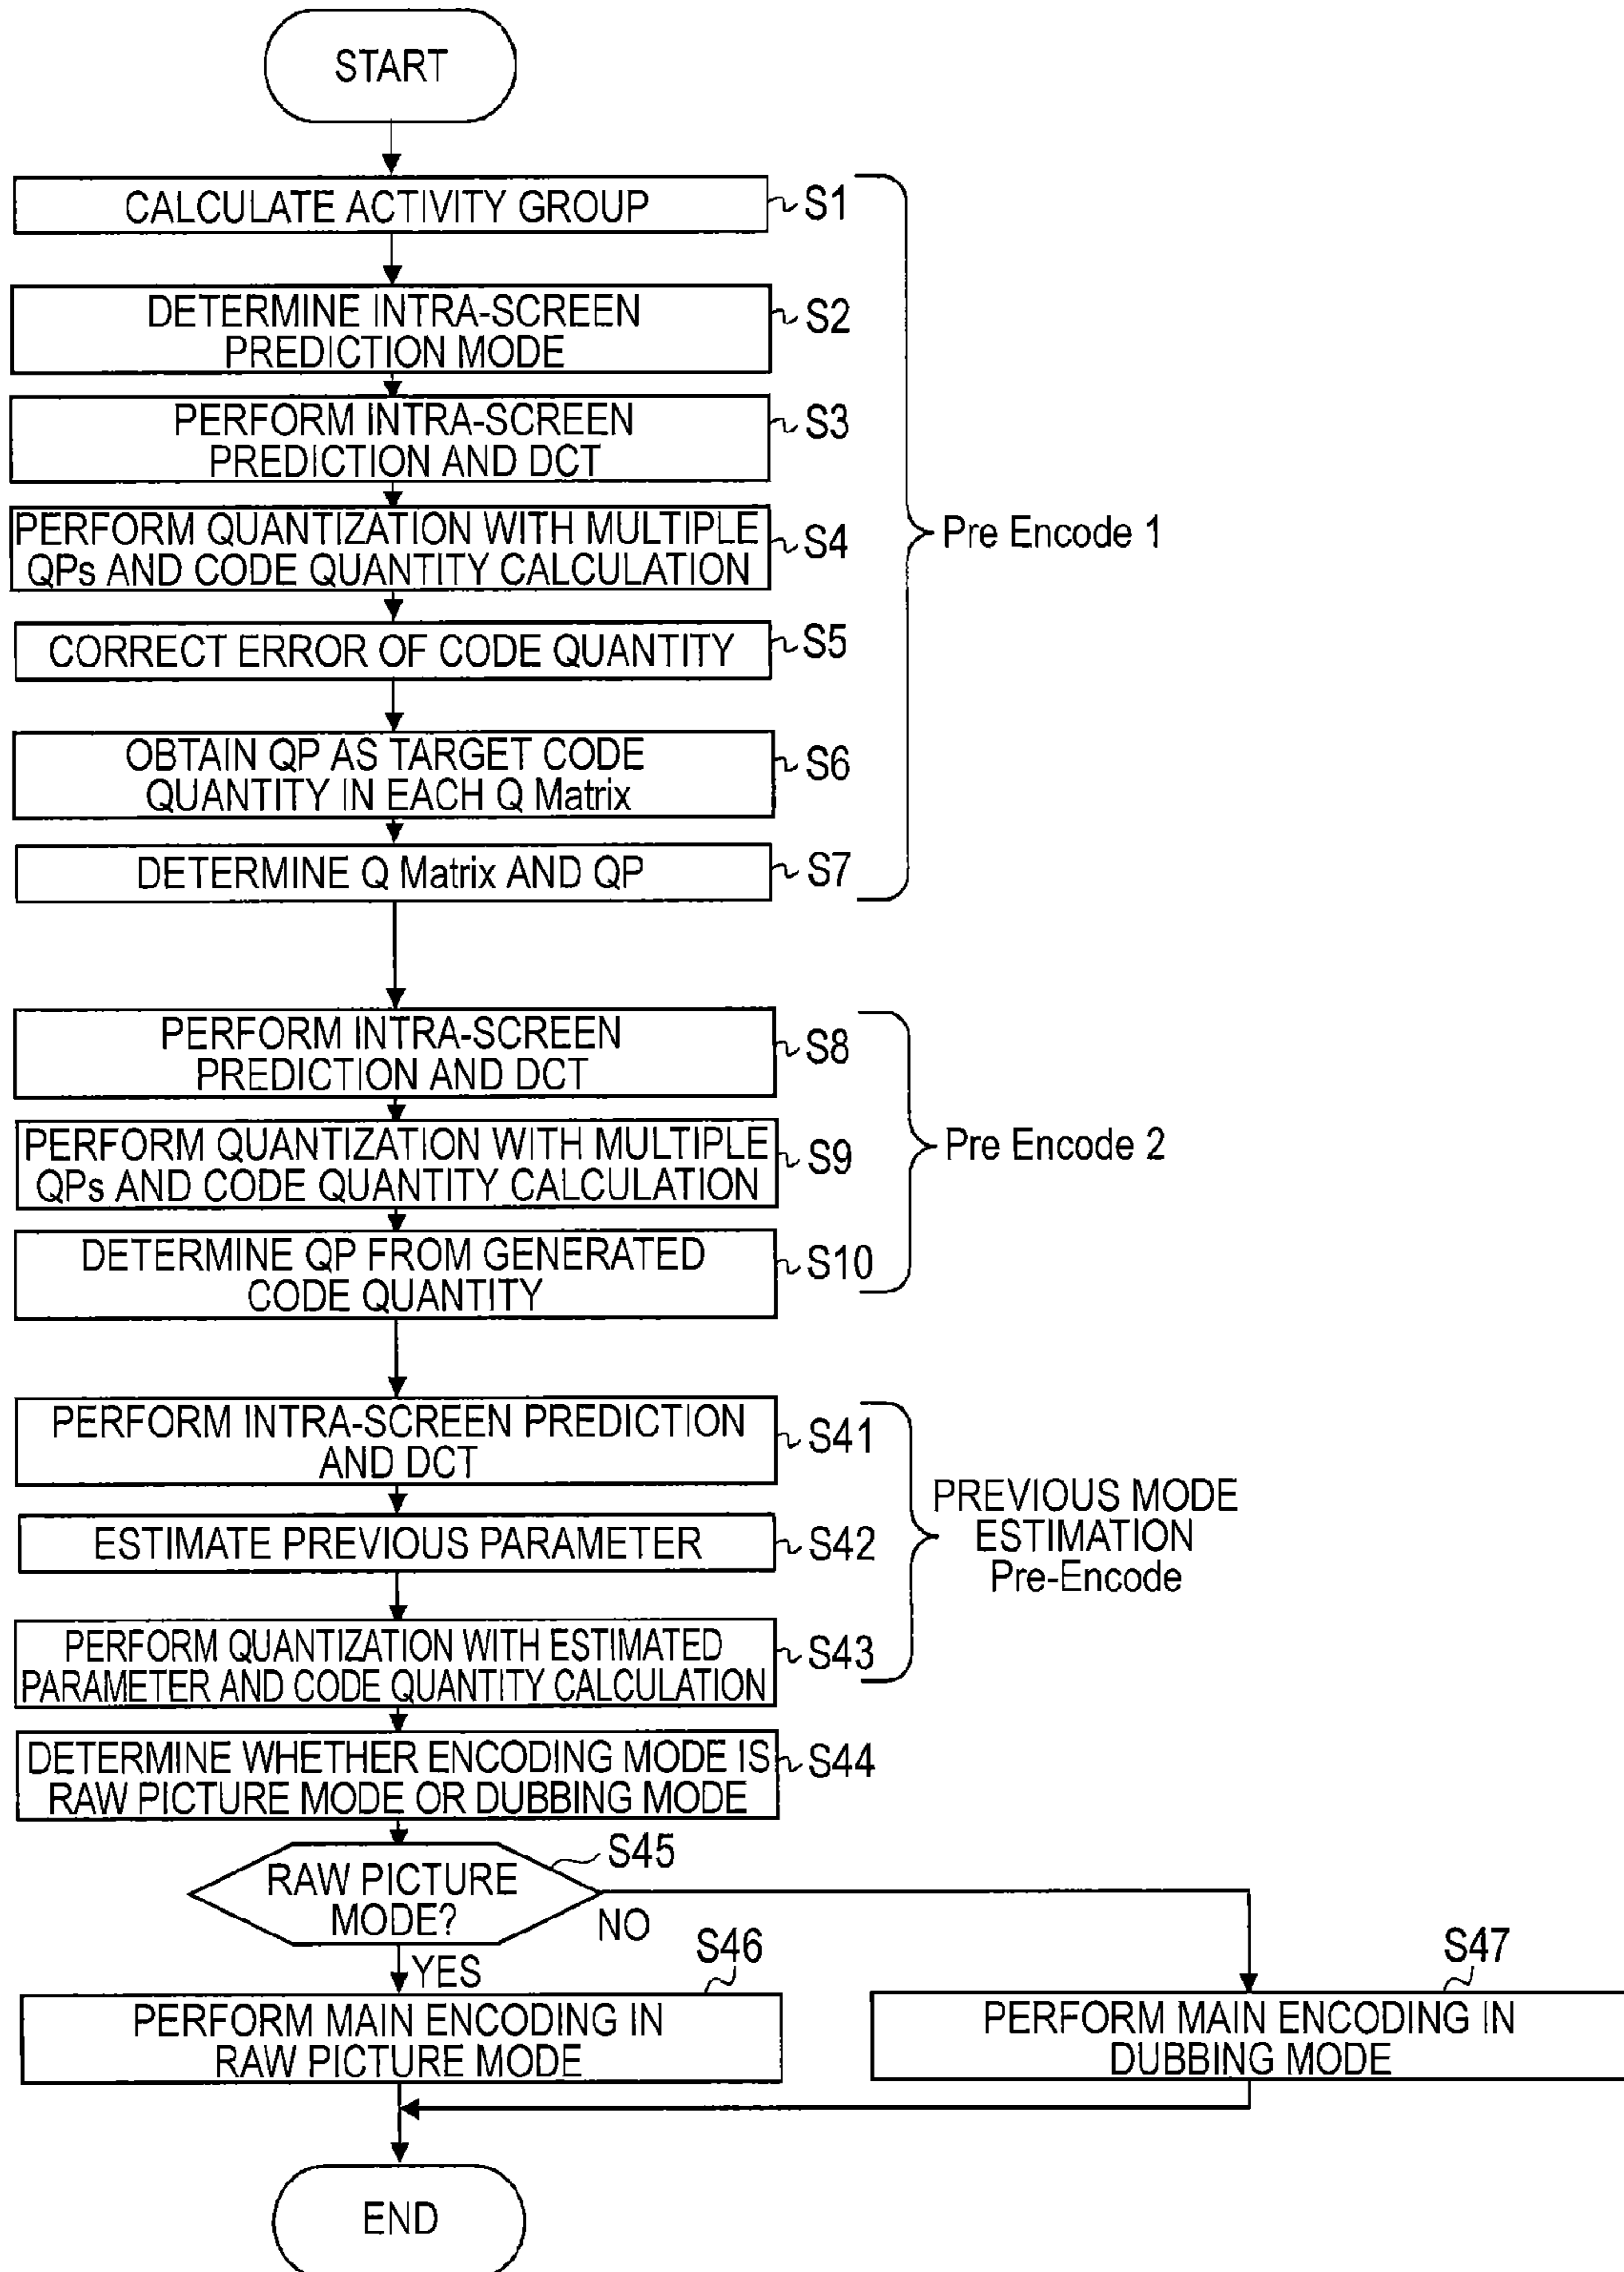 START
CALCULATE ACTIVITY GROUP
S1
DETERMINE INTRA-SCREEN
PREDICTION MODE
S2
PERFORM INTRA-SCREEN
PREDICTION AND DCT
S3
PERFORM QUANTIZATION WITH MULTIPLE
QPs AND CODE QUANTITY CALCULATION
S4
Pre Encode 1
CORRECT ERROR OF CODE QUANTITY
S5
OBTAIN QP AS TARGET CODE
QUANTITY IN EACH Q Matrix
S6
DETERMINE Q Matrix AND QP
S7
PERFORM INTRA-SCREEN
PREDICTION AND DCT
S8
PERFORM QUANTIZATION WITH MULTIPLE
QPs AND CODE QUANTITY CALCULATION
S9
Pre Encode 2
DETERMINE QP FROM GENERATED
CODE QUANTITY
S10
PERFORM INTRA-SCREEN PREDICTION
AND DCT
S41
ESTIMATE PREVIOUS PARAMETER
S42
PREVIOUS MODE
ESTIMATION
Pre-Encode
PERFORM QUANTIZATION WITH ESTIMATED
PARAMETER AND CODE QUANTITY CALCULATION
S43
DETERMINE WHETHER ENCODING MODE IS
RAW PICTURE MODE OR DUBBING MODE
S44
RAW PICTURE
MODE?
S45
NO
YES
S46
PERFORM MAIN ENCODING IN
RAW PICTURE MODE
S47
PERFORM MAIN ENCODING IN
DUBBING MODE
END